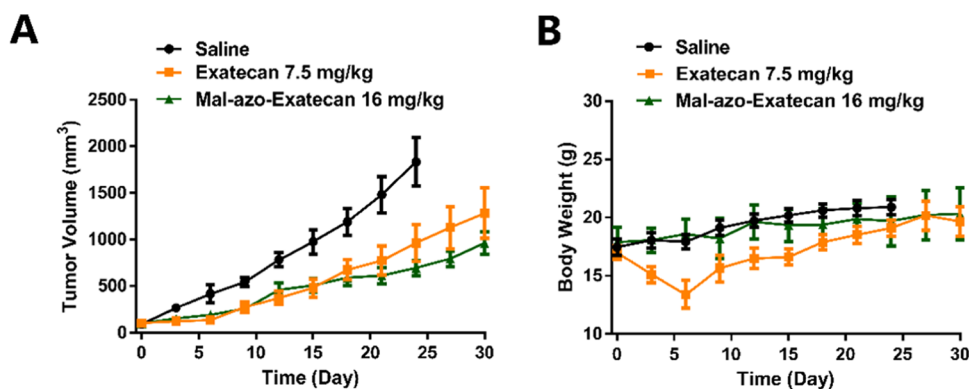 A
Saline
Exatecan 7.5 mg/kg
Mal-azo-Exatecan 16 mg/kg
Tumor Volume (mm³)
2500
2000
1500
1000
500
0
0 5 10 15 20 25 30
Time (Day)
B
Saline
Exatecan 7.5 mg/kg
Mal-azo-Exatecan 16 mg/kg
Body Weight (g)
30
25
20
15
10
0 5 10 15 20 25 30
Time (Day)